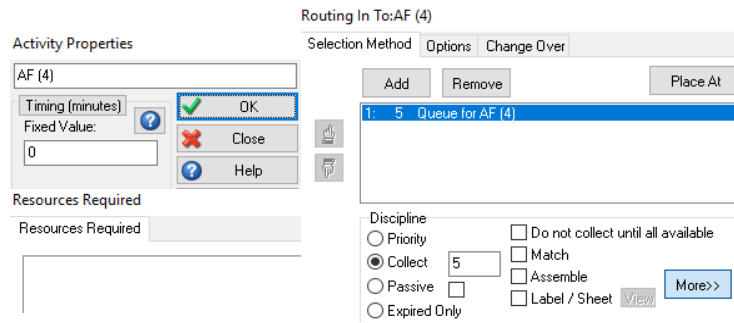 Activity Properties
AF (4)
Timing (minutes)
Fixed Value:
0
OK
Close
Help
Resources Required
Resources Required
Routing In To:AF (4)
Selection Method Options Change Over
Add Remove Place At
1: 5 Queue for AF (4)
Discipline
Priority
Collect 5
Passive
Expired Only
Do not collect until all available
Match
Assemble
Label / Sheet View
More>>